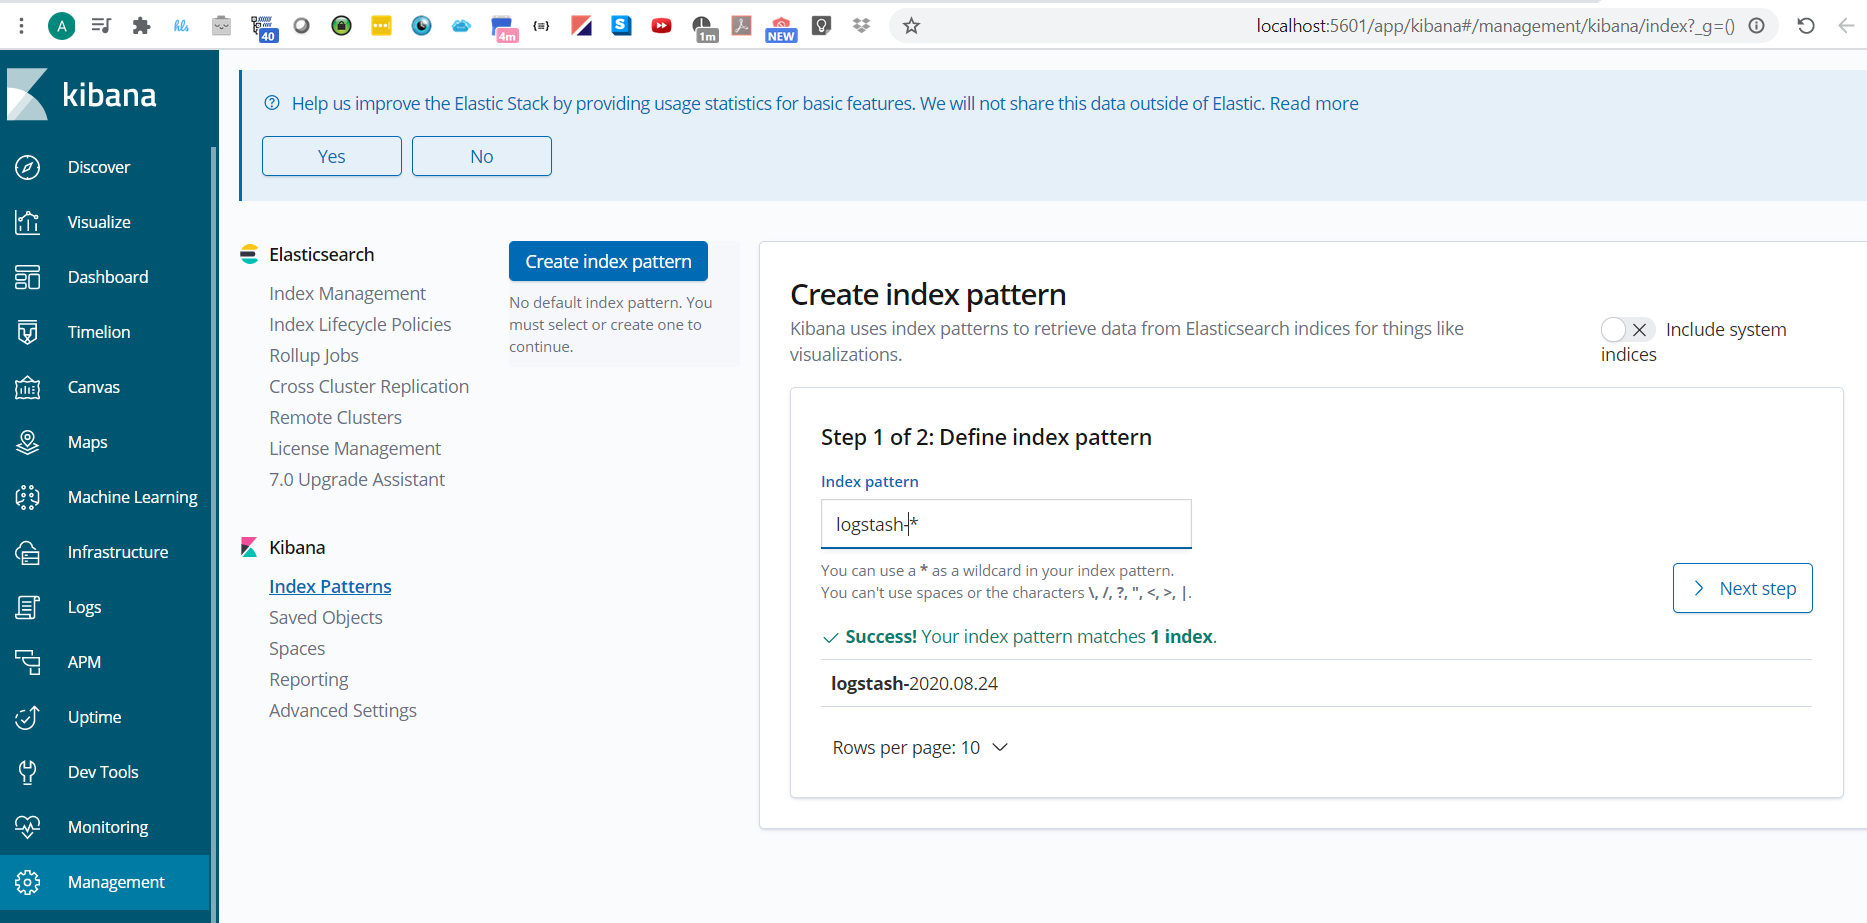 A
hls
40
4m
1m
NEW
localhost:5601/app/kibana#/management/kibana/index?_g=()
kibana
Discover
Visualize
Dashboard
Timelion
Canvas
Maps
Machine Learning
Infrastructure
Logs
APM
Uptime
Dev Tools
Monitoring
Management
Help us improve the Elastic Stack by providing usage statistics for basic features. We will not share this data outside of Elastic. Read more
Yes
No
Elasticsearch
Index Management
Index Lifecycle Policies
Rollup Jobs
Cross Cluster Replication
Remote Clusters
License Management
7.0 Upgrade Assistant
Kibana
Index Patterns
Saved Objects
Spaces
Reporting
Advanced Settings
Create index pattern
No default index pattern. You
must select or create one to
continue.
Create index pattern
Kibana uses index patterns to retrieve data from Elasticsearch indices for things like
visualizations.
Include system
indices
Step 1 of 2: Define index pattern
Index pattern
logstash-*
You can use a * as a wildcard in your index pattern.
You can't use spaces or the characters \, /, ?, ", <, >, |.
Next step
Success! Your index pattern matches 1 index.
logstash-2020.08.24
Rows per page: 10